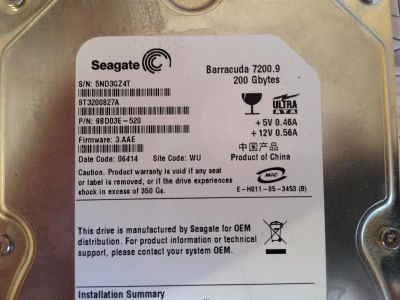 Seagate
Barracuda 7200.9
200 Gbytes
S/N: 5ND3GZ4T
ST3200827A
P/N: 9BD03E-520
Firmware: 3.AAE
Date Code: 06414 Site Code: WU
ULTRA
ATA
+5V 0.46A
+12V 0.56A
中国产品
Product of China
Caution: Product warranty is void if any seal
or label is removed, or if the drive experiences
shock in excess of 350 Gs.
MIC
E-H011-05-3453 (B)
This drive is manufactured by Seagate for OEM
distribution. For product information or technical
support, please contact your system OEM.
Installation Summary